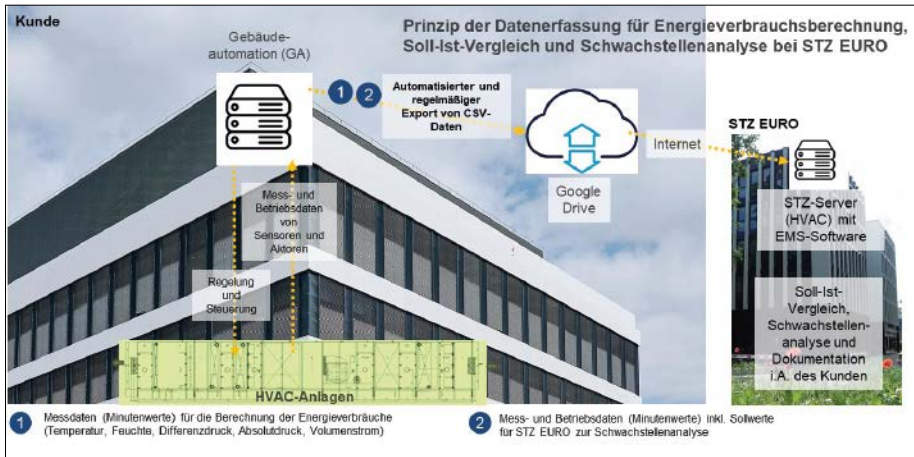 Kunde
Prinzip der Datenerfassung für Energieverbrauchsberechnung,
Soll-Ist-Vergleich und Schwachstellenanalyse bei STZ EURO
Gebäude-
automation (GA)
1
2
Automatisierter und
regelmäßiger
Export von CSV-
Daten
Google
Drive
Internet
STZ EURO
STZ-Server
(HVAC) mit
EMS-Software
Mess- und
Betriebsdaten
von
Sensoren und
Aktoren
Regelung
und
Steuerung
Soll-Ist-
Vergleich,
Schwachstellen-
analyse und
Dokumentation
i.A. des Kunden
HVAC-Anlagen
1 Messdaten (Minutenwerte) für die Berechnung der Energieverbräuche
(Temperatur, Feuchte, Differenzdruck, Absolutdruck, Volumenstrom)
2 Mess- und Betriebsdaten (Minutenwerte) inkl. Sollwerte
für STZ EURO zur Schwachstellenanalyse